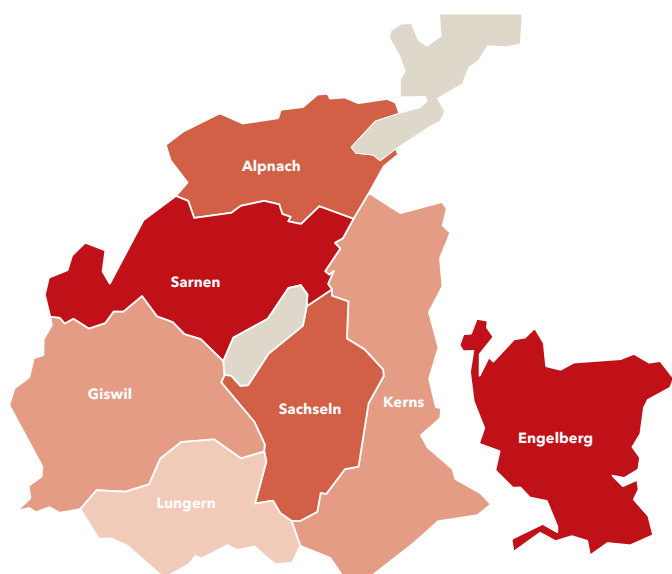 Alpnach
Sarnen
Giswil
Sachseln
Kerns
Engelberg
Lungern